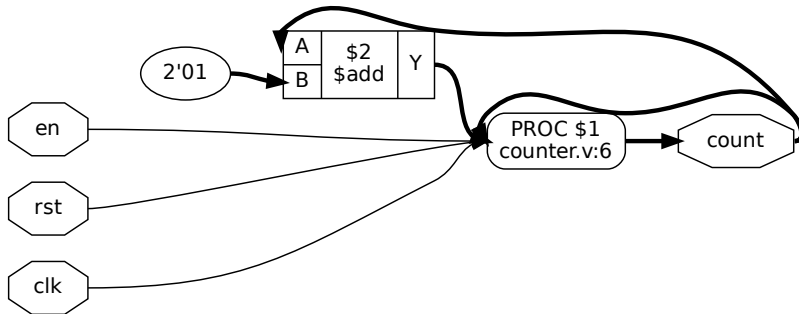 A
B
$2
$add
Y
2'01
en
PROC $1
counter.v:6
count
rst
clk